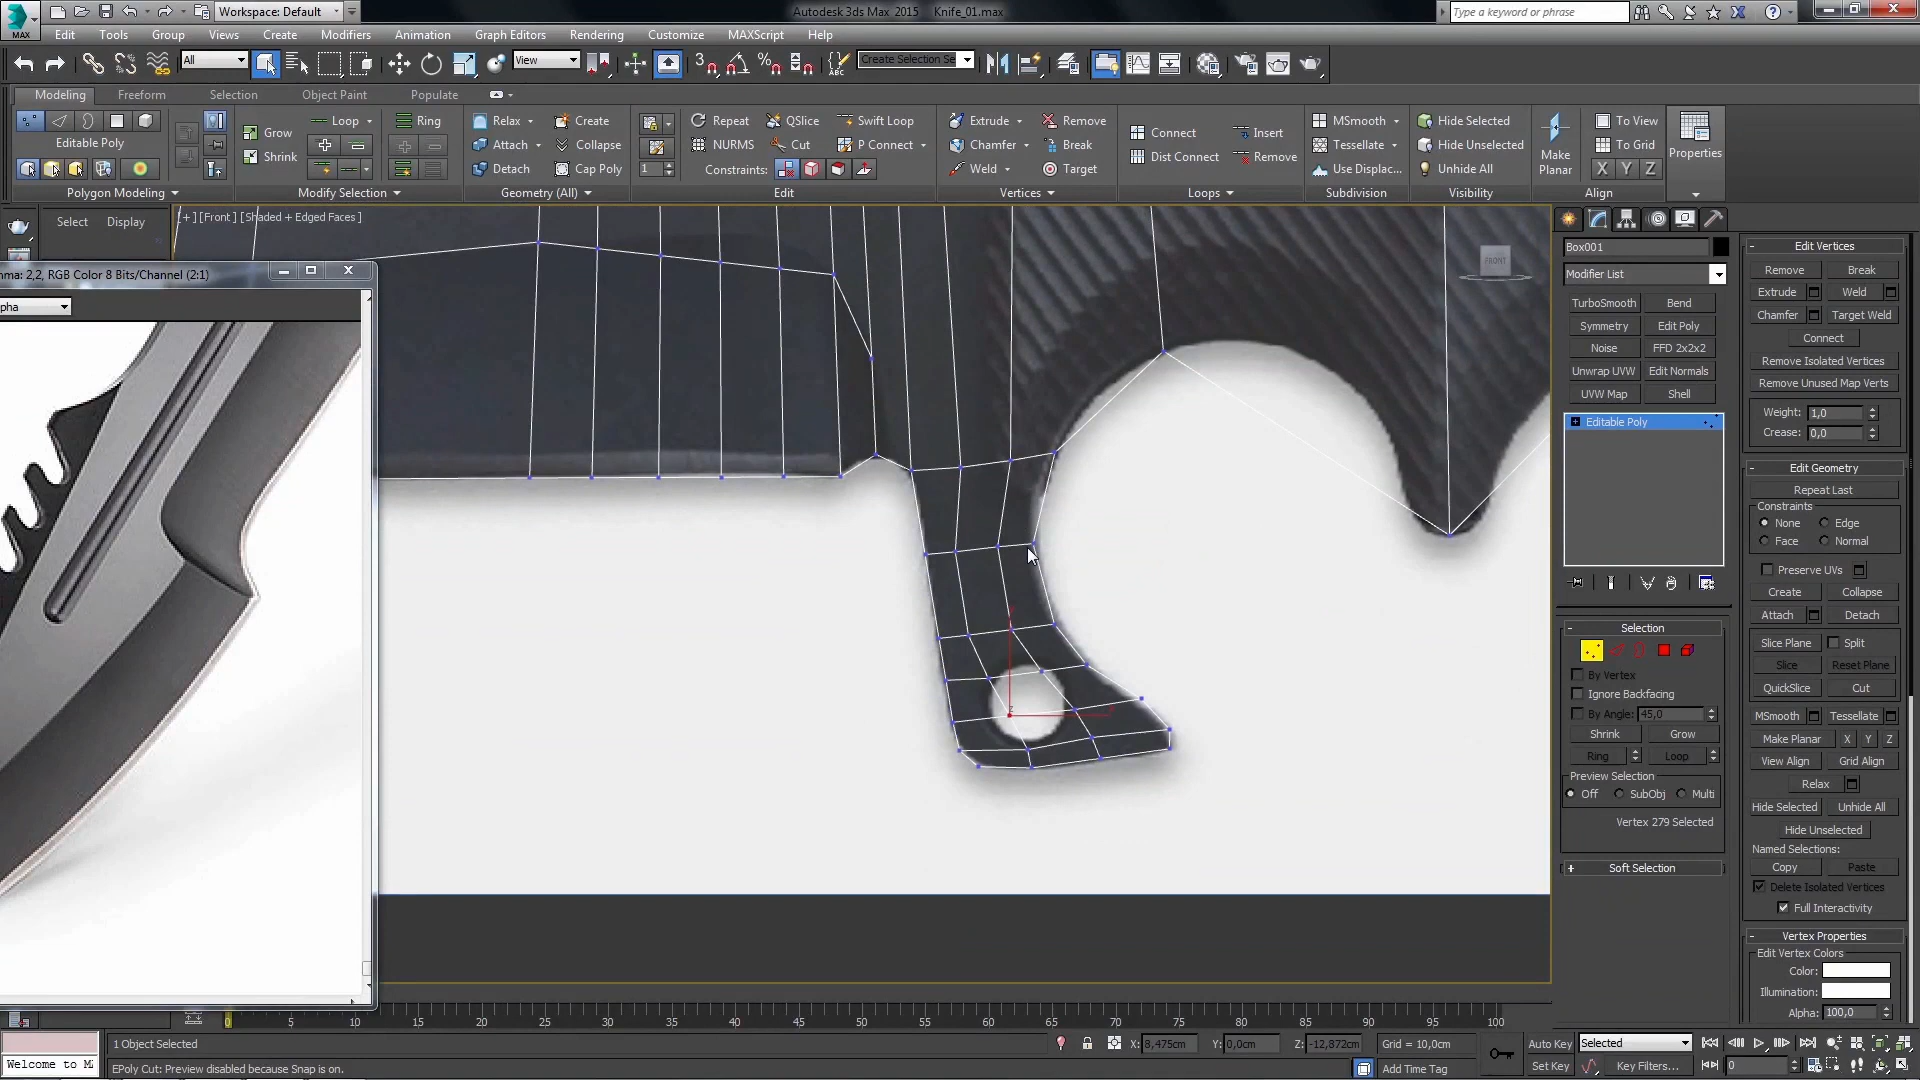 Workspace: Default
Autodesk 3ds Max 2015 Knife_01.max
Type a keyword or phrase
MAX
Edit Tools Group Views Create Modifiers Animation Graph Editors Rendering Customize MAXScript Help
All View Create Selection Se
Modeling Freeform Selection Object Paint Populate
Editable Poly
Polygon Modeling
Grow Loop Ring
Shrink
Modify Selection
Relax Create
Attach Collapse
Detach Cap Poly
Geometry (All)
Repeat QSlice Swift Loop
NURMS Cut P Connect
1 Constraints:
Edit
Extrude Remove
Chamfer Break
Weld Target
Vertices
Connect Insert
Dist Connect Remove
Loops
MSmooth
Tessellate
Use Displac...
Subdivision
Hide Selected
Hide Unselected
Unhide All
Visibility
Make Planar
To View
To Grid
X Y Z
Align
Properties
Select Display
[+] [Front] [Shaded + Edged Faces]
mma: 2,2, RGB Color 8 Bits/Channel (2:1)
pha
FRONT
Box001
Modifier List
TurboSmooth Bend
Symmetry Edit Poly
Noise FFD 2x2x2
Unwrap UVW Edit Normals
UVW Map Shell
Editable Poly
Selection
By Vertex
Ignore Backfacing
By Angle: 45,0
Shrink Grow
Ring Loop
Preview Selection
Off SubObj Multi
Vertex 279 Selected
Soft Selection
Edit Vertices
Remove Break
Extrude Weld
Chamfer Target Weld
Connect
Remove Isolated Vertices
Remove Unused Map Verts
Weight: 1,0
Crease: 0,0
Edit Geometry
Repeat Last
Constraints
None Edge
Face Normal
Preserve UVs
Create Collapse
Attach Detach
Slice Plane Split
Slice Reset Plane
QuickSlice Cut
MSmooth Tessellate
Make Planar X Y Z
View Align Grid Align
Relax
Hide Selected Unhide All
Hide Unselected
Named Selections:
Copy Paste
Delete Isolated Vertices
Full Interactivity
Vertex Properties
Edit Vertex Colors
Color:
Illumination:
Alpha: 100,0
0 5 10 15 20 25 30 35 40 45 50 55 60 65 70 75 80 85 90 95 100
1 Object Selected
X: 8,475cm Y: 0,0cm Z: -12,872cm Grid = 10,0cm
Auto Key Selected
Welcome to M
EPoly Cut: Preview disabled because Snap is on.
Add Time Tag
Set Key Key Filters... 0